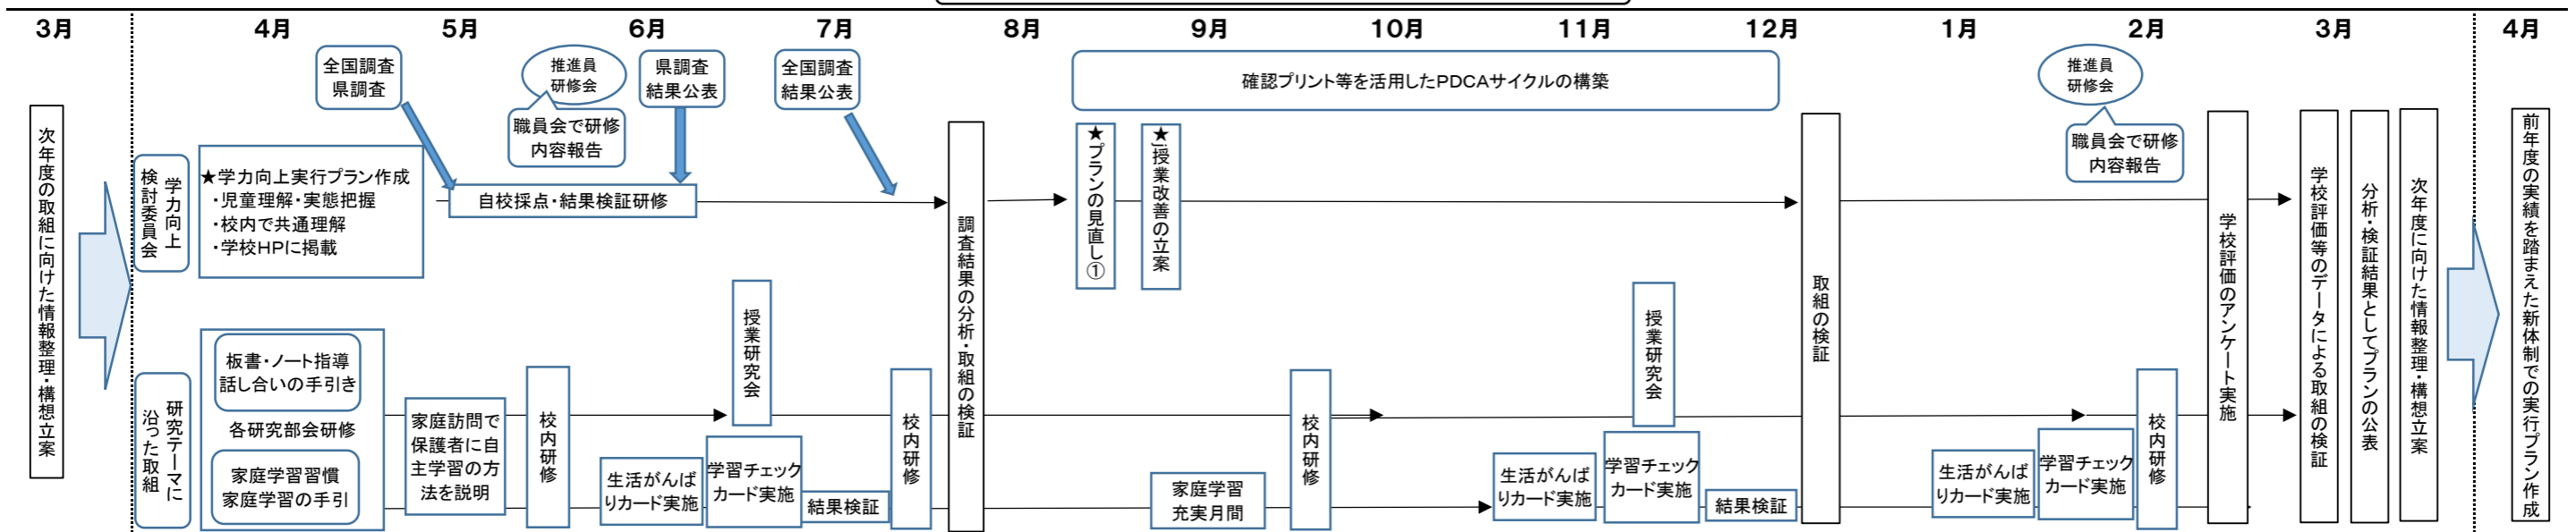 3月
4月
5月
6月
7月
8月
9月
10月
11月
12月
1月
2月
3月
4月
次年度の取組に向けた情報整理・構想立案
学力向上
検討委員会
★学力向上実行プラン作成
・児童理解・実態把握
・校内で共通理解
・学校HPに掲載
全国調査
県調査
推進員
研修会
職員会で研修
内容報告
県調査
結果公表
全国調査
結果公表
自校採点・結果検証研修
調査結果の分析・取組の検証
確認プリント等を活用したPDCAサイクルの構築
★プランの見直し①
★授業改善の立案
取組の検証
推進員
研修会
職員会で研修
内容報告
学校評価のアンケート実施
学校評価等のデータによる取組の検証
分析・検証結果としてプランの公表
次年度に向けた情報整理・構想立案
前年度の実績を踏まえた新体制での実行プラン作成
研究テーマに
沿った取組
板書・ノート指導
話し合いの手引き
各研究部会研修
家庭学習習慣
家庭学習の手引
家庭訪問で
保護者に自
主学習の方
法を説明
校内研修
生活がんば
りカード実施
授業研究会
学習チェック
カード実施
結果検証
校内研修
家庭学習
充実月間
校内研修
生活がんば
りカード実施
授業研究会
学習チェック
カード実施
結果検証
生活がんば
りカード実施
学習チェック
カード実施
校内研修